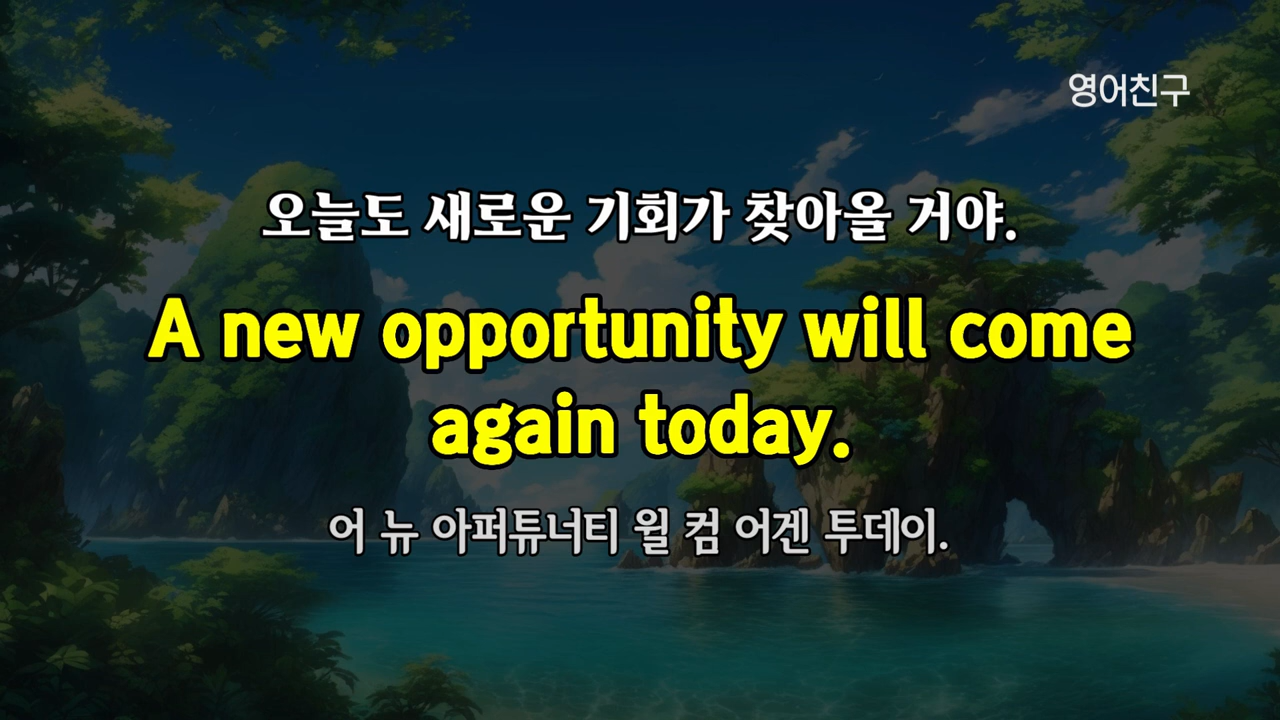 영어친구
오늘도 새로운 기회가 찾아올 거야.
A new opportunity will come
again today.
어 뉴 아퍼튜너티 윌 컴 어겐 투데이.